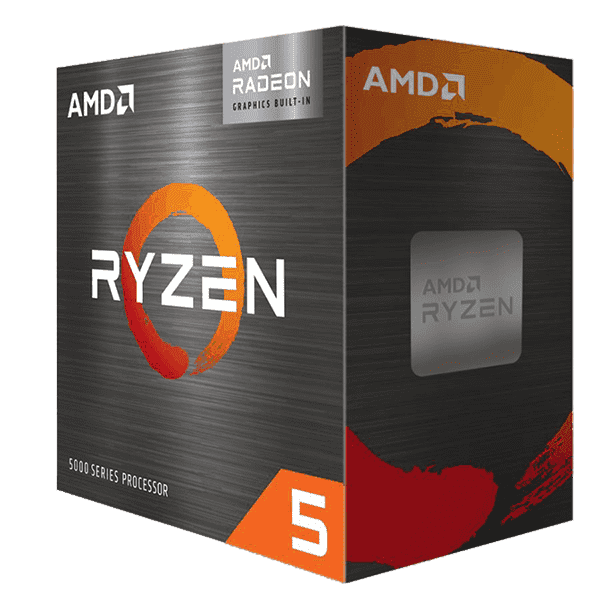 AMD
AMD
RADEON
GRAPHICS BUILT-IN
RYZEN
5000 SERIES PROCESSOR
5
AMD
AMD
RYZEN